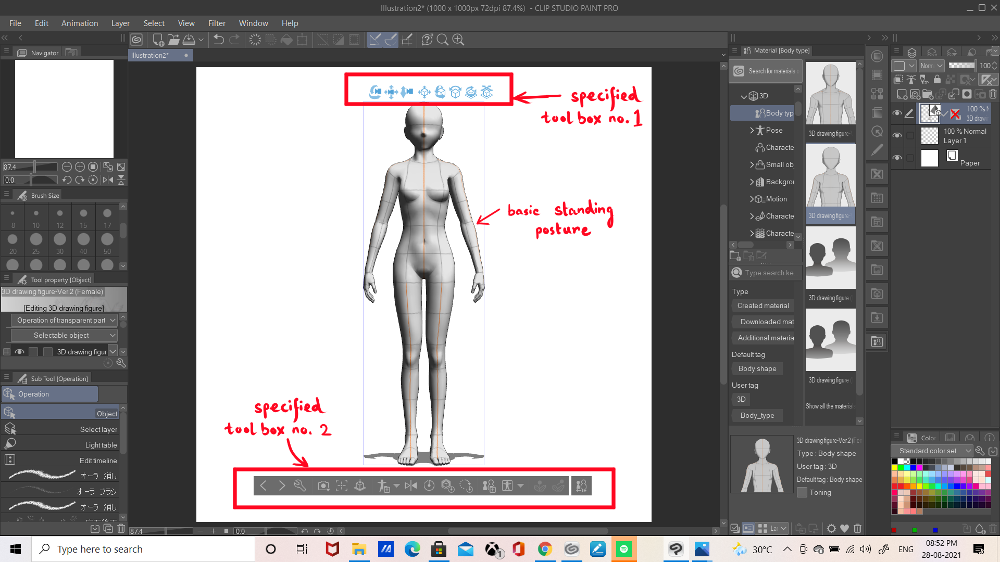 Illustration2* (1000 x 1000px 72dpi 87.4%) - CLIP STUDIO PAINT PRO
File Edit Animation Layer Select View Filter Window Help
Navigator
Illustration2*
87.4
0.0
Brush Size
8 10 12 15 17
20 25 30 40 50
Tool property [Object]
3D drawing figure-Ver.2 (Female)
[Editing 3D drawing figure]
Operation of transparent part
Selectable object
3D drawing figur
Sub Tool [Operation]
Operation
Object
Select layer
Light table
Edit timeline
オーラ 消し
オーラ ブラシ
オーラ 消し
specified
tool box no. 1
basic standing
posture
specified
tool box no. 2
87.4
0.0
Material [Body type]
Search for materials o
3D
Body typ
Pose
Characte
Small obj
Backgrou
Motion
Characte
Characte
Type search ke...
Type
Created material
Downloaded mat
Additional materia
Default tag
Body shape
User tag
3D
Body_type
3D drawing figure-
3D drawing figure-
3D drawing figure (
3D drawing figure (
Show all the materials
3D drawing figure-Ver.2 (Fe
Type : Body shape
User tag : 3D
Default tag : Body shape
Toning
Norm
100
100 %
3D draw
100 % Normal
Layer 1
Paper
Color
Standard color set
Type here to search
1
30°C
ENG
08:52 PM
28-08-2021